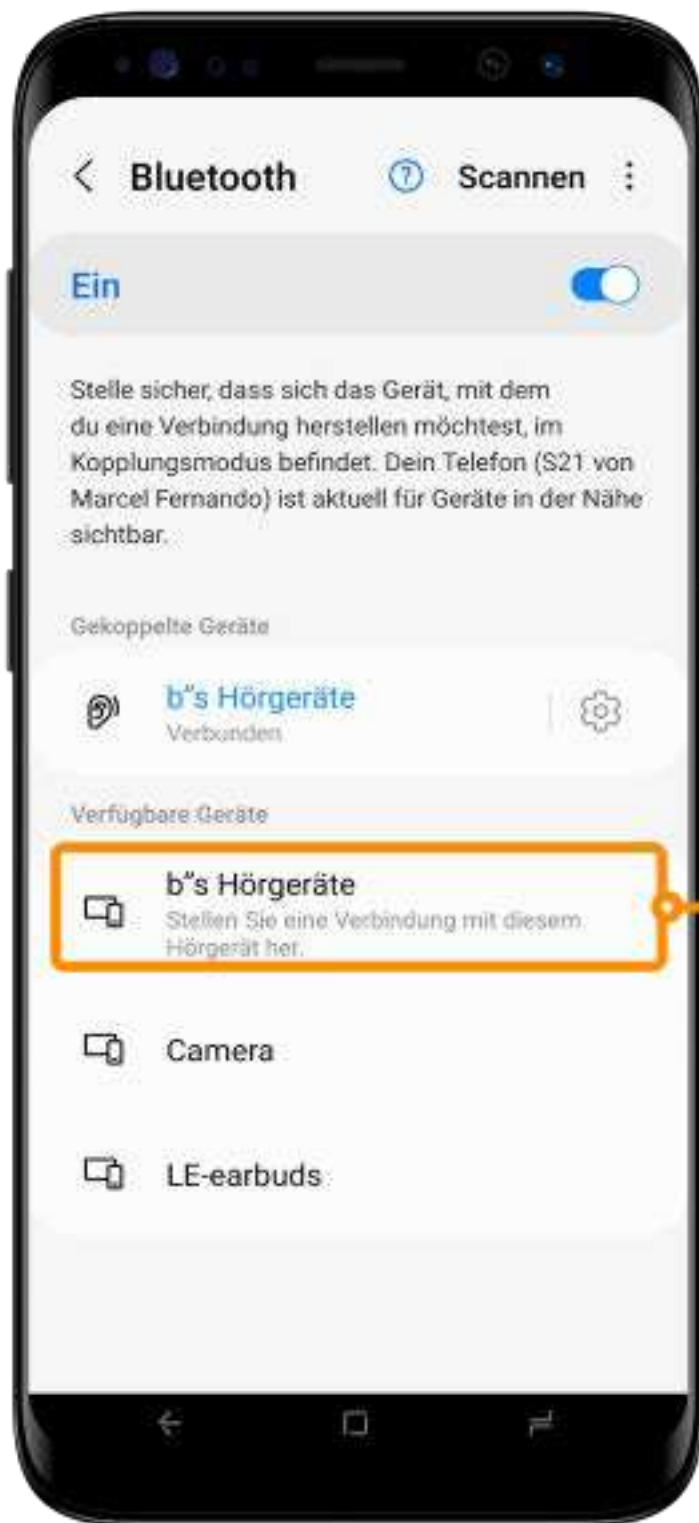 Bluetooth
Scannen
Ein
Stelle sicher, dass sich das Gerät, mit dem
du eine Verbindung herstellen möchtest, im
Kopplungsmodus befindet. Dein Telefon (S21 von
Marcel Fernando) ist aktuell für Geräte in der Nähe
sichtbar.
Gekoppelte Geräte
b"s Hörgeräte
Verbunden
Verfügbare Geräte
b"s Hörgeräte
Stellen Sie eine Verbindung mit diesem
Hörgerät her.
Camera
LE-earbuds